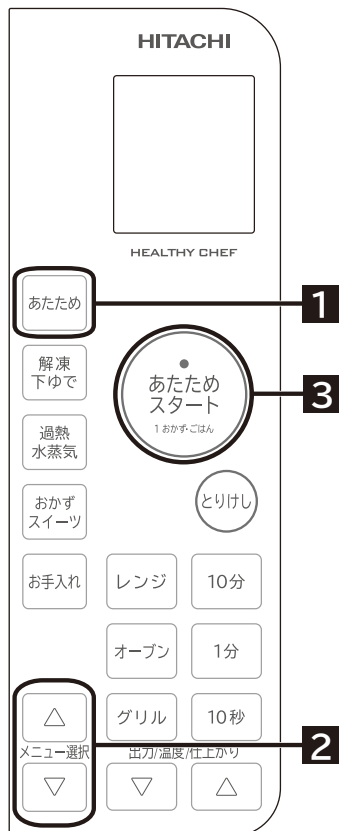 HITACHI
HEALTHY CHEF
あたため
1
解凍
下ゆで
あたため
スタート
1 おかず・ごはん
3
過熱
水蒸気
おかず
スイーツ
とりけし
お手入れ
レンジ
10分
オーブン
1分
グリル
10秒
△
メニュー選択
出力/温度/仕上がり
2
▽
▽
△